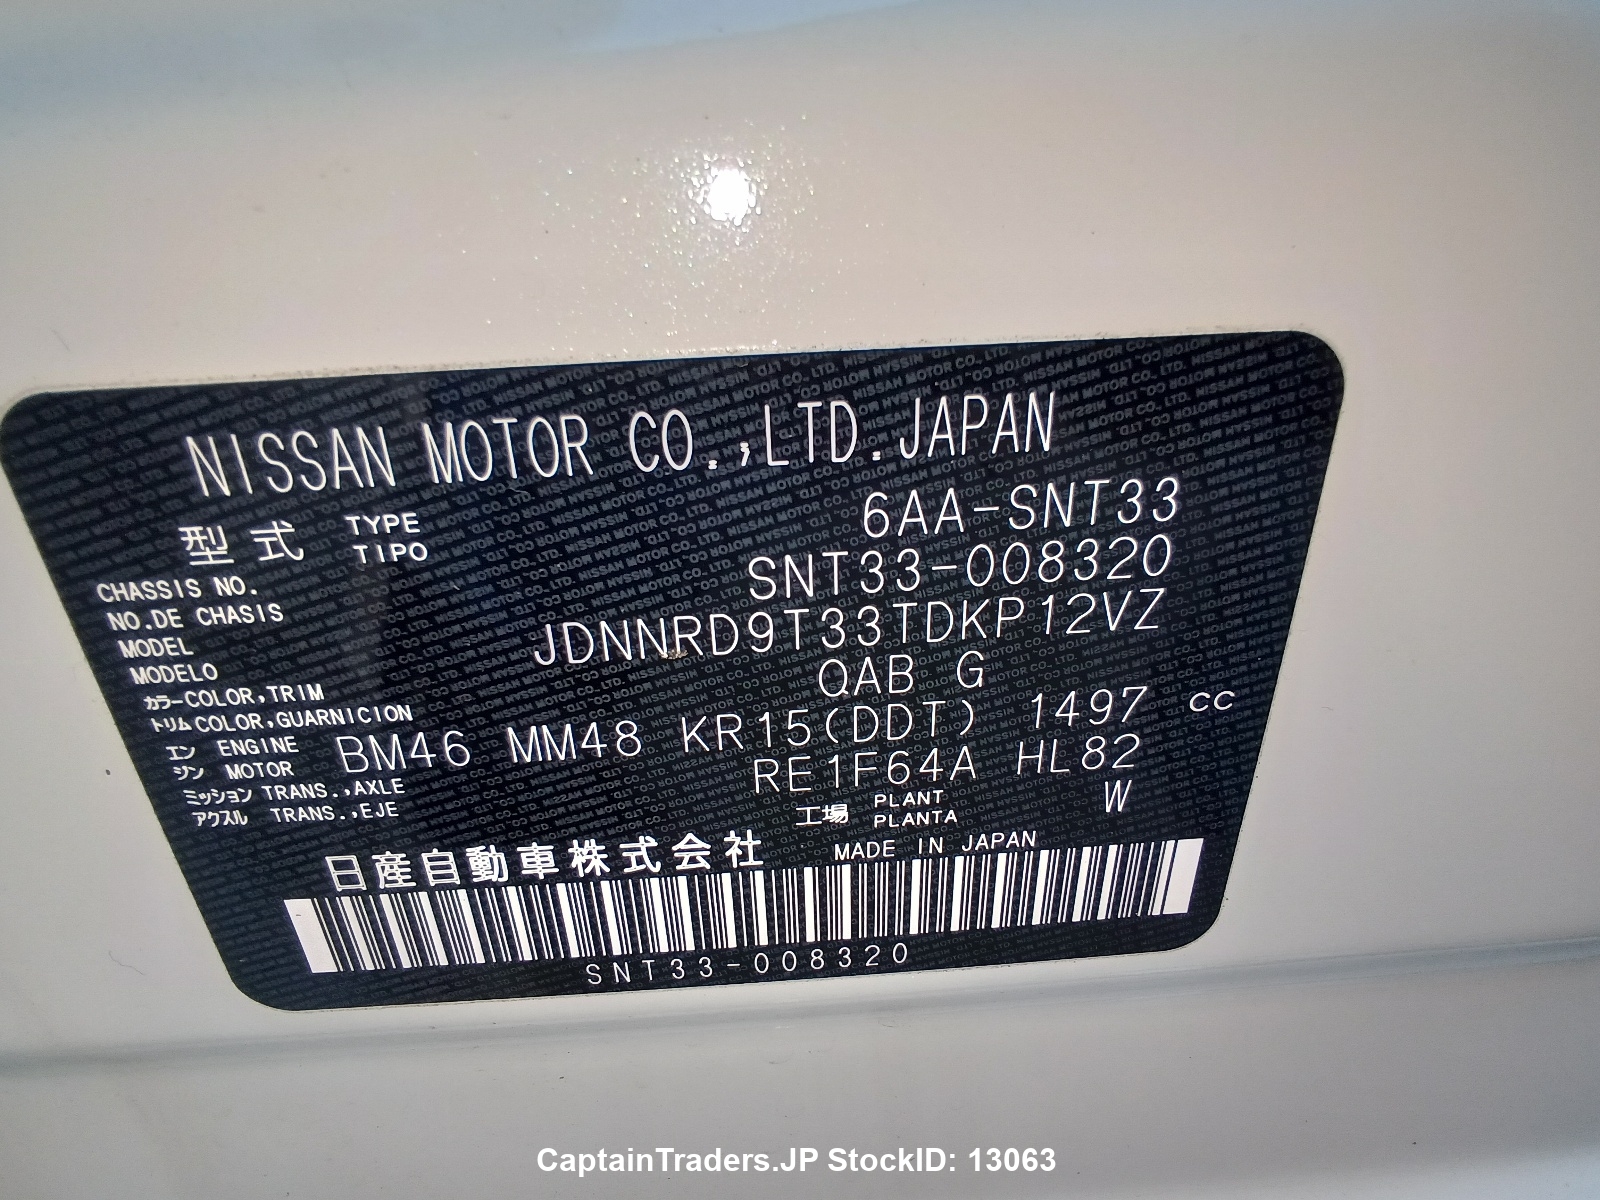 NISSAN MOTOR CO.,LTD.JAPAN
型式 TYPE TIPO 6AA-SNT33
CHASSIS NO. NO.DE CHASIS SNT33-008320
MODEL MODELO JDNNRD9T33TDKP12VZ
カラー COLOR,TRIM QAB G
トリム COLOR,GUARNICION
エンジン ENGINE MOTOR BM46 MM48 KR15(DDT) 1497 cc
ミッション TRANS.,AXLE RE1F64A HL82
アクスル TRANS.,EJE
工場 PLANT PLANTA W
日産自動車株式会社 MADE IN JAPAN
SNT33-008320
CaptainTraders.JP StockID: 13063